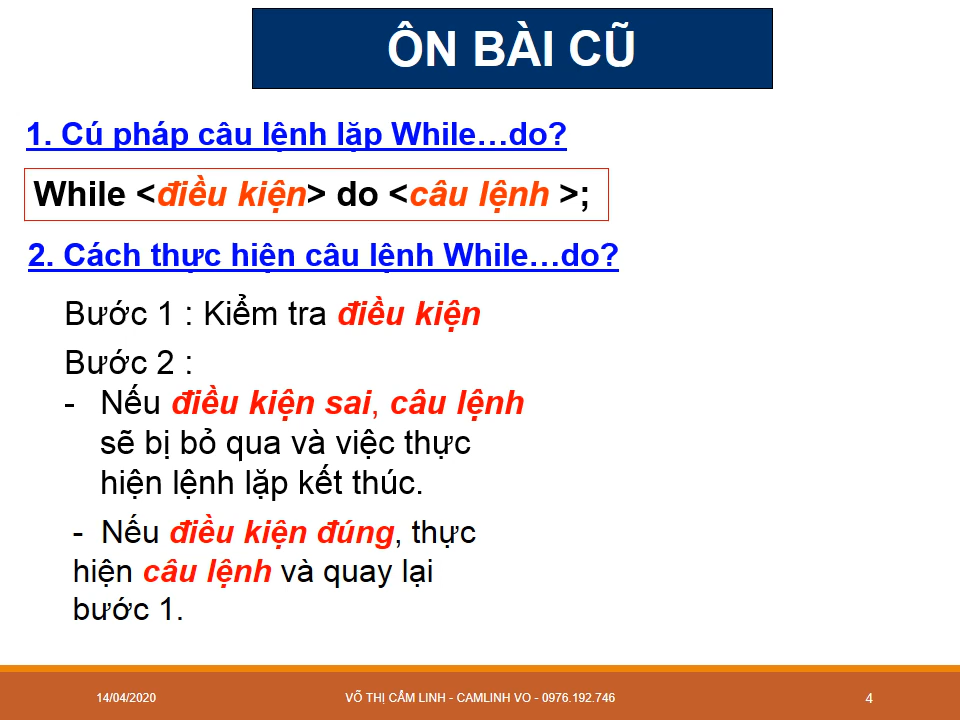 ÔN BÀI CŨ
1. Cú pháp câu lệnh lặp While…do?
While <điều kiện> do <câu lệnh >;
2. Cách thực hiện câu lệnh While…do?
Bước 1 : Kiểm tra điều kiện
Bước 2 :
- Nếu điều kiện sai, câu lệnh
sẽ bị bỏ qua và việc thực
hiện lệnh lặp kết thúc.
- Nếu điều kiện đúng, thực
hiện câu lệnh và quay lại
bước 1.
14/04/2020 VÕ THỊ CẨM LINH - CAMLINH VO - 0976.192.746 4